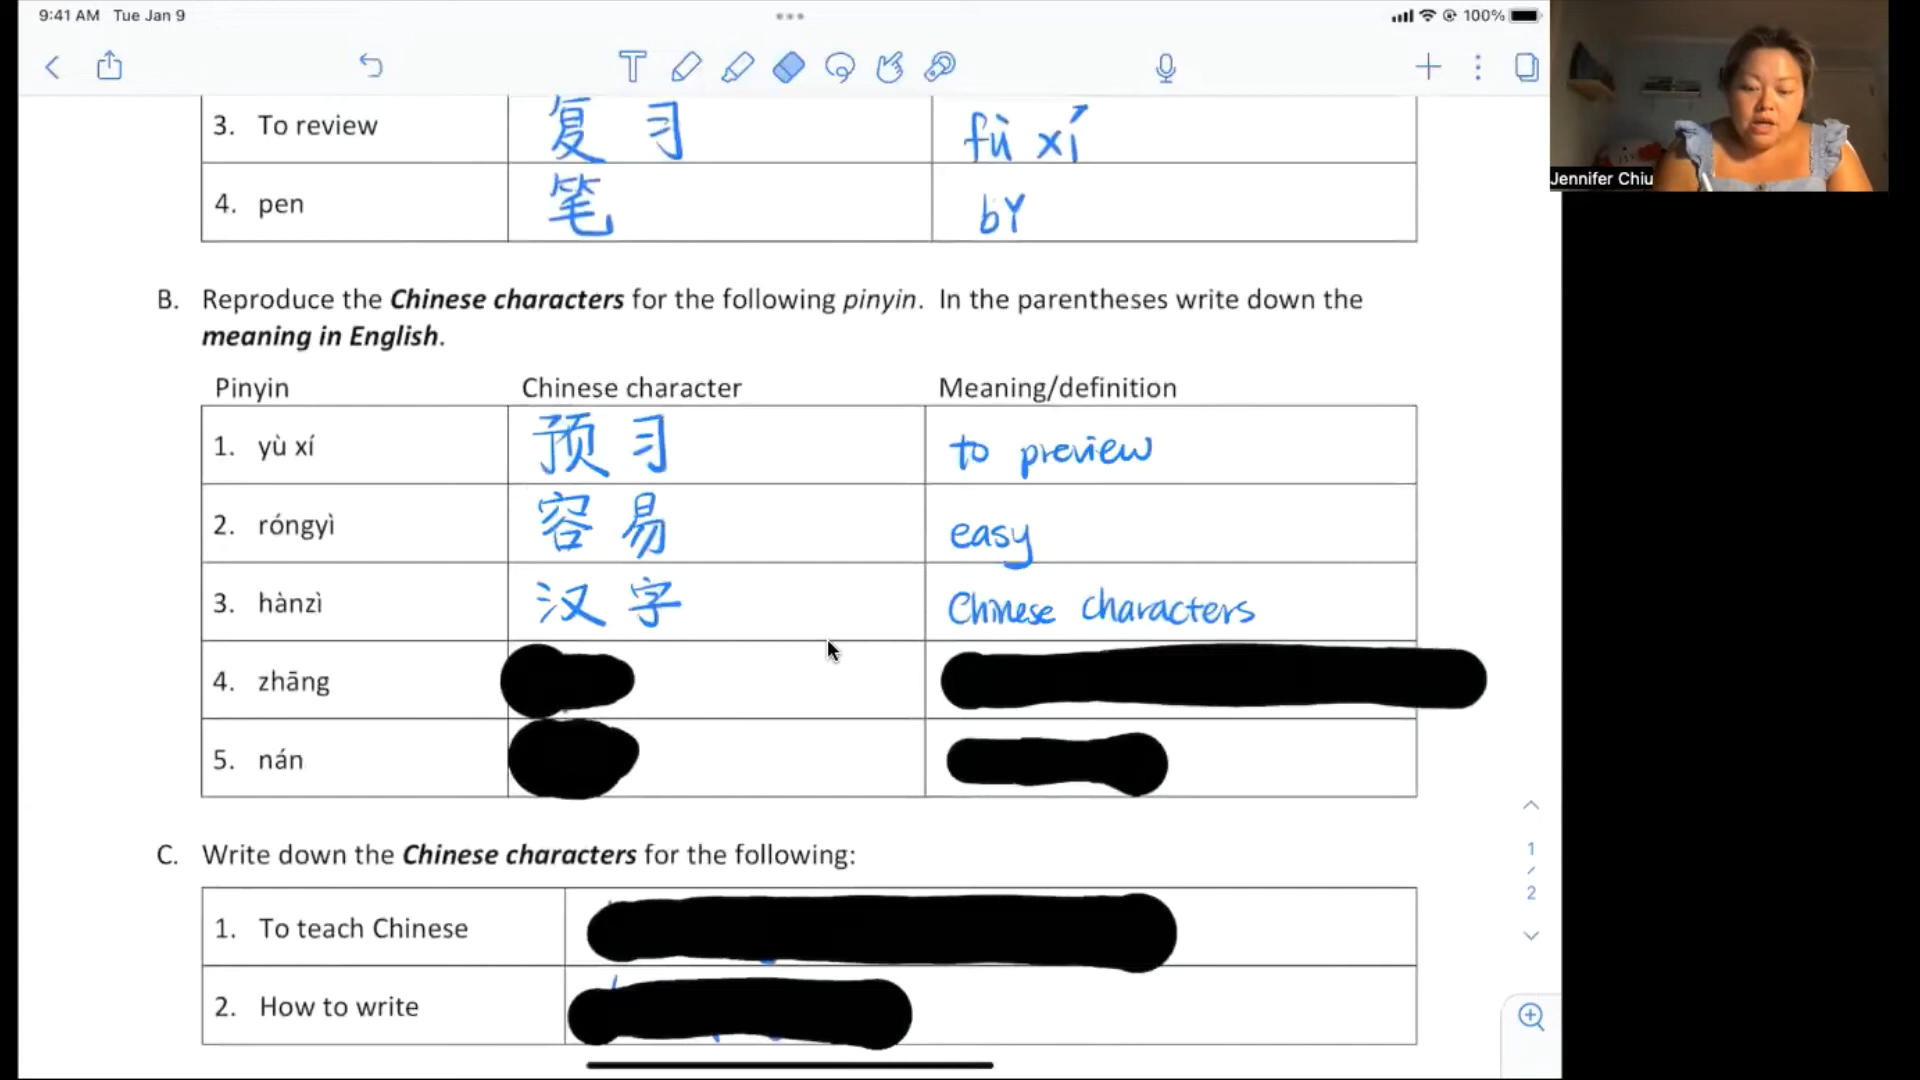 9:41 AM Tue Jan 9
100%
Jennifer Chiu
3. To review 复习 fù xí
4. pen 笔 bǐ
B. Reproduce the Chinese characters for the following pinyin. In the parentheses write down the
meaning in English.
Pinyin Chinese character Meaning/definition
1. yù xí 预习 to preview
2. róngyì 容易 easy
3. hànzì 汉字 Chinese characters
4. zhāng
5. nán
C. Write down the Chinese characters for the following:
1. To teach Chinese
2. How to write
1
/
2